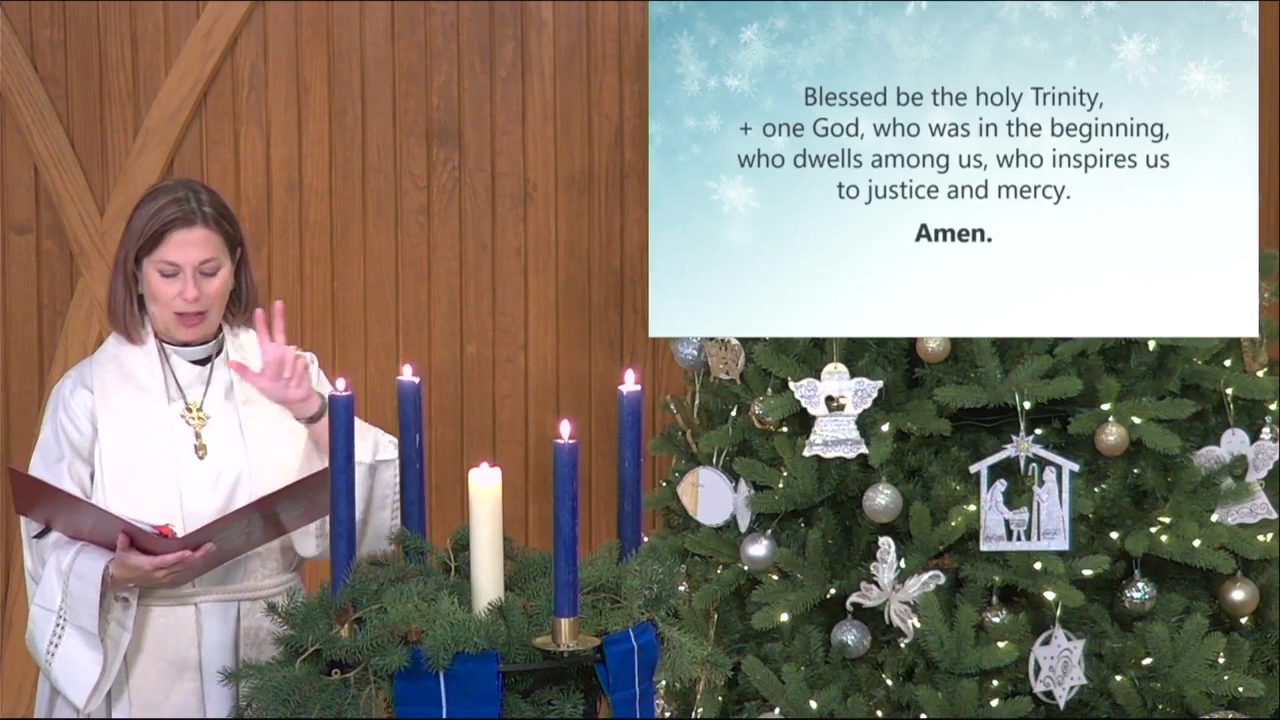 Blessed be the holy Trinity,
+ one God, who was in the beginning,
who dwells among us, who inspires us
to justice and mercy.
Amen.